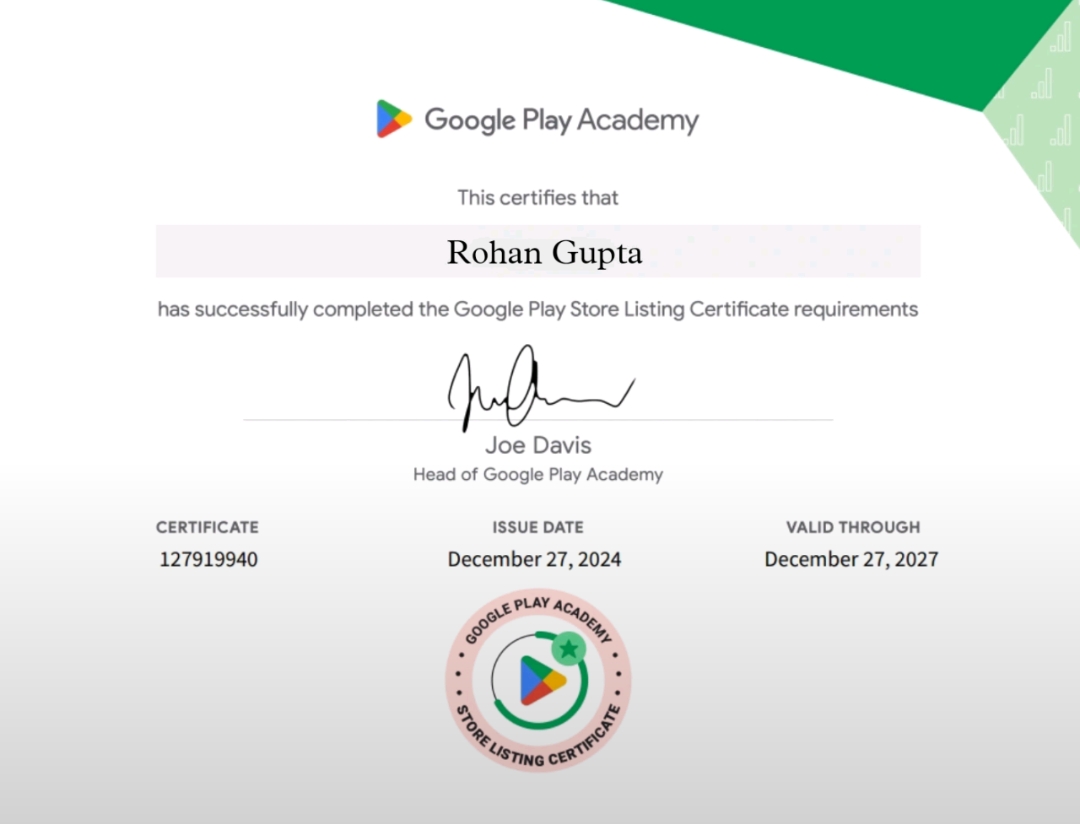 Google Play Academy
This certifies that
Rohan Gupta
has successfully completed the Google Play Store Listing Certificate requirements
Joe Davis
Head of Google Play Academy
CERTIFICATE
127919940
ISSUE DATE
December 27, 2024
VALID THROUGH
December 27, 2027
GOOGLE PLAY ACADEMY
STORE LISTING CERTIFICATE